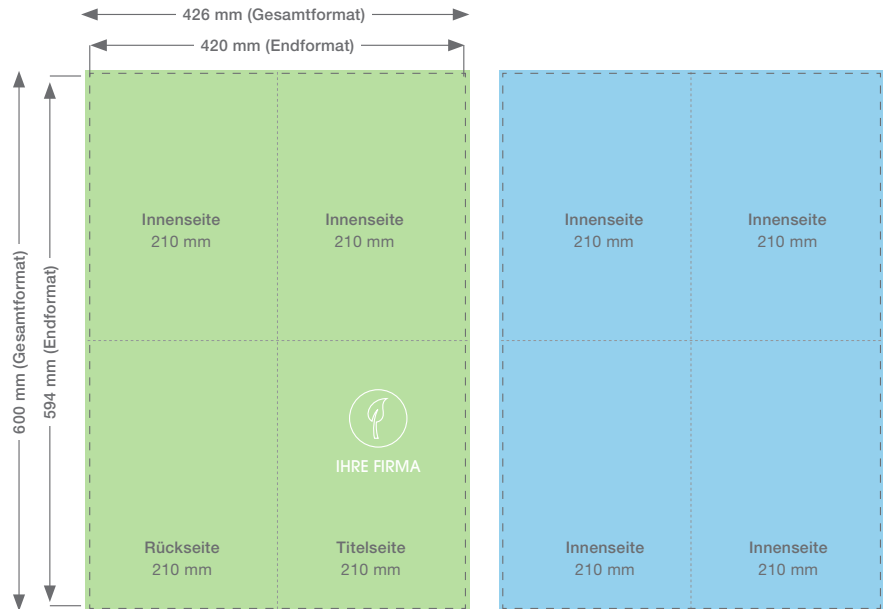 426 mm (Gesamtformat)
420 mm (Endformat)
600 mm (Gesamtformat)
594 mm (Endformat)
Innenseite
210 mm
Innenseite
210 mm
Innenseite
210 mm
Innenseite
210 mm
IHRE FIRMA
Rückseite
210 mm
Titelseite
210 mm
Innenseite
210 mm
Innenseite
210 mm